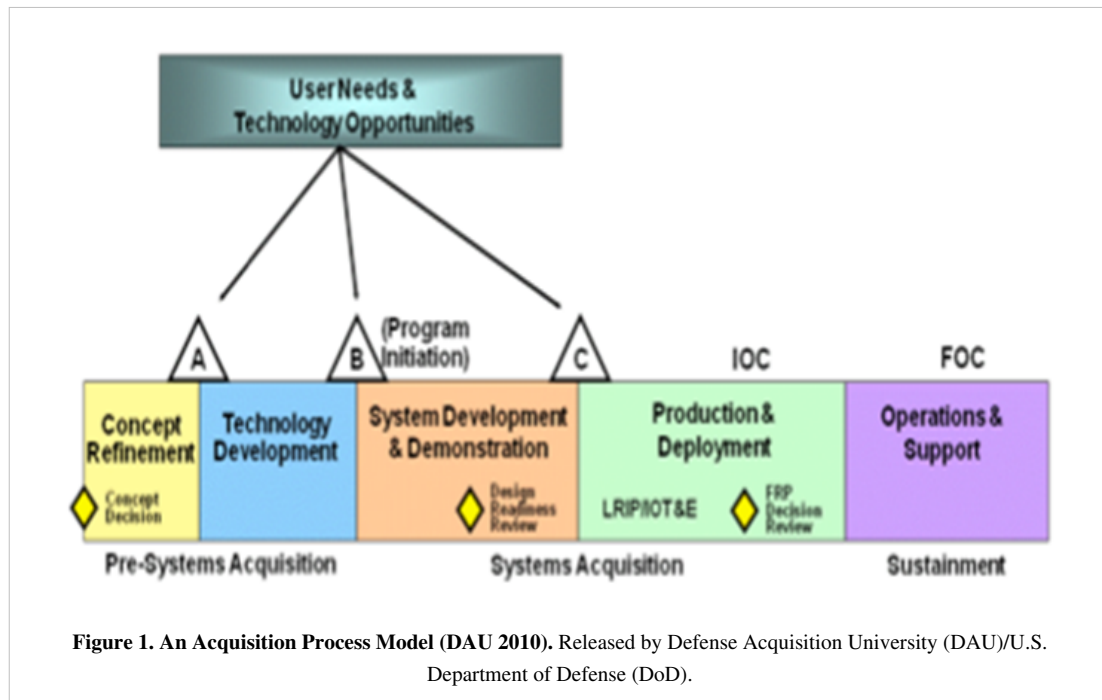 User Needs &
Technology Opportunities
A
B
(Program
Initiation)
C
IOC
FOC
Concept
Refinement
Technology
Development
System Development
& Demonstration
Production &
Deployment
Operations &
Support
Concept
Decision
Design
Readiness
Review
LRIP/IOT&E
FRP
Decision
Review
Pre-Systems Acquisition
Systems Acquisition
Sustainment
Figure 1. An Acquisition Process Model (DAU 2010). Released by Defense Acquisition University (DAU)/U.S.
Department of Defense (DoD).